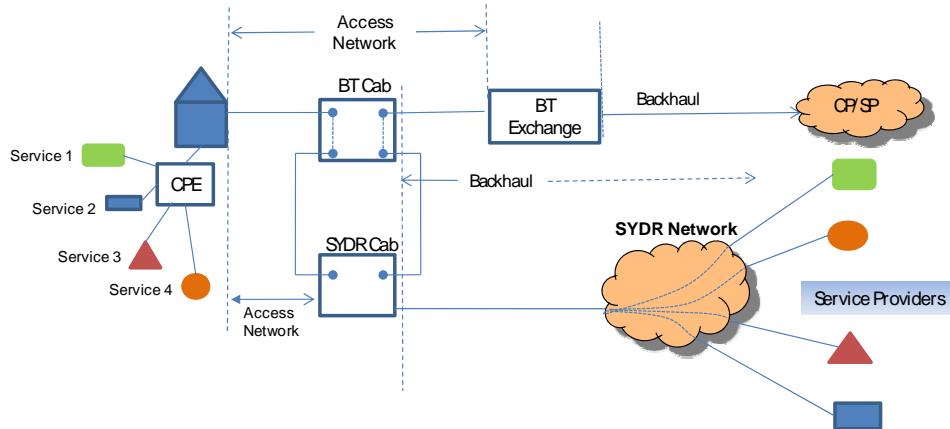 Access
Network
BT Cab
BT
Exchange
Backhaul
CP/SP
Service 1
CPE
Service 2
Backhaul
SYDR Network
Service 3
SYDR Cab
Service 4
Access
Network
Service Providers